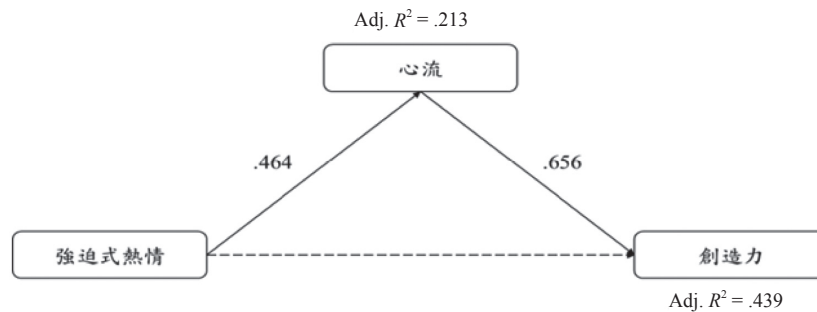 Adj. R² = .213
心流
.464
.656
強迫式熱情
創造力
Adj. R² = .439